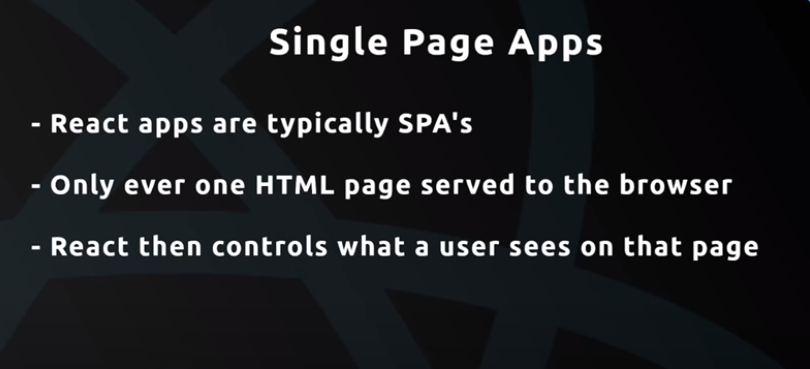 Single Page Apps
- React apps are typically SPA's
- Only ever one HTML page served to the browser
- React then controls what a user sees on that page